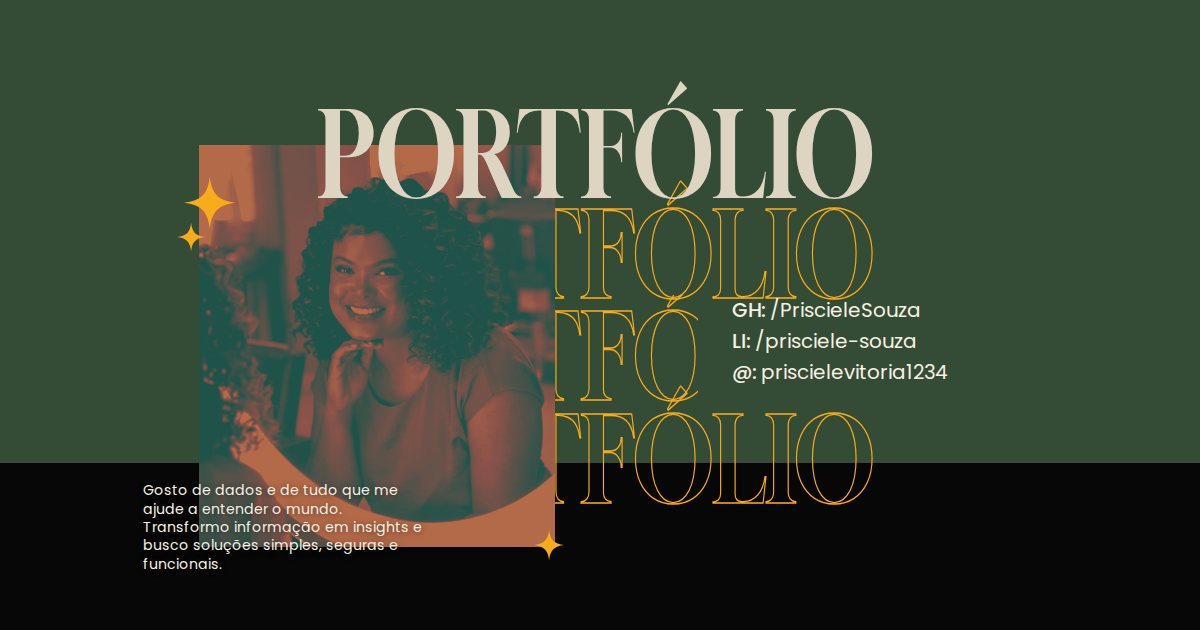 PORTFÓLIO
TFÓLIO
TFÓ
TFÓLIO
GH: /PriscieleSouza
LI: /prisciele-souza
@: priscielevitoria1234
Gosto de dados e de tudo que me
ajude a entender o mundo.
Transformo informação em insights e
busco soluções simples, seguras e
funcionais.